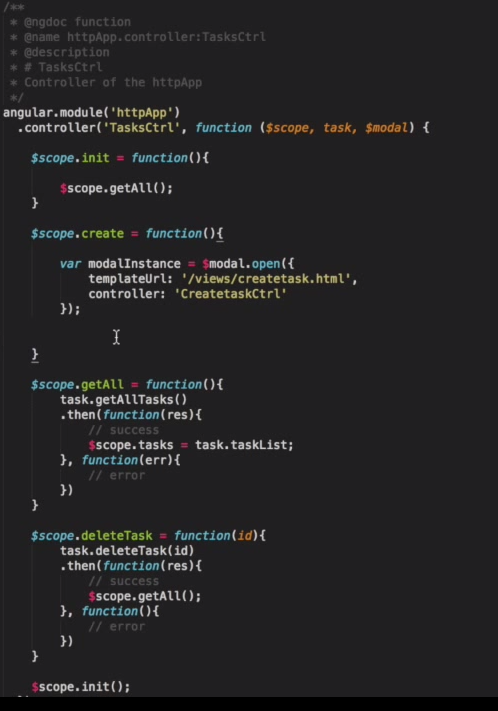 /**
 * @ngdoc function
 * @name httpApp.controller:TasksCtrl
 * @description
 * # TasksCtrl
 * Controller of the httpApp
 */
angular.module('httpApp')
  .controller('TasksCtrl', function ($scope, task, $modal) {
    $scope.init = function(){
        $scope.getAll();
    }
    $scope.create = function(){
        var modalInstance = $modal.open({
            templateUrl: '/views/createtask.html',
            controller: 'CreatetaskCtrl'
        });
    }
    $scope.getAll = function(){
        task.getAllTasks()
        .then(function(res){
            // success
            $scope.tasks = task.taskList;
        }, function(err){
            // error
        })
    }
    $scope.deleteTask = function(id){
        task.deleteTask(id)
        .then(function(res){
            // success
            $scope.getAll();
        }, function(){
            // error
        })
    }
    $scope.init();